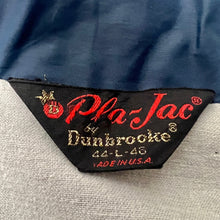 Pla-Jac®
by
Dunbrooke®
44-L-46
MADE IN U.S.A.